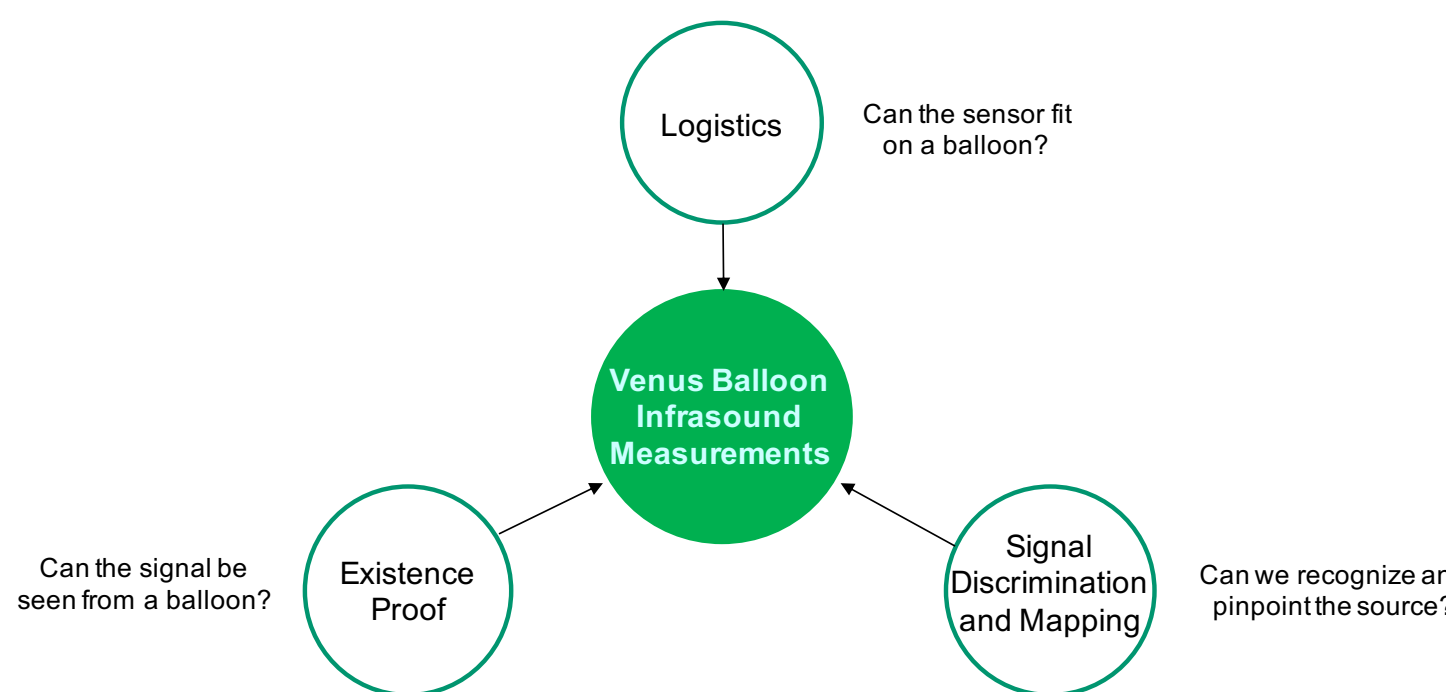 Logistics
Can the sensor fit
on a balloon?
Venus Balloon
Infrasound
Measurements
Can the signal be
seen from a balloon?
Existence
Proof
Signal
Discrimination
and Mapping
Can we recognize
pinpoint the source?